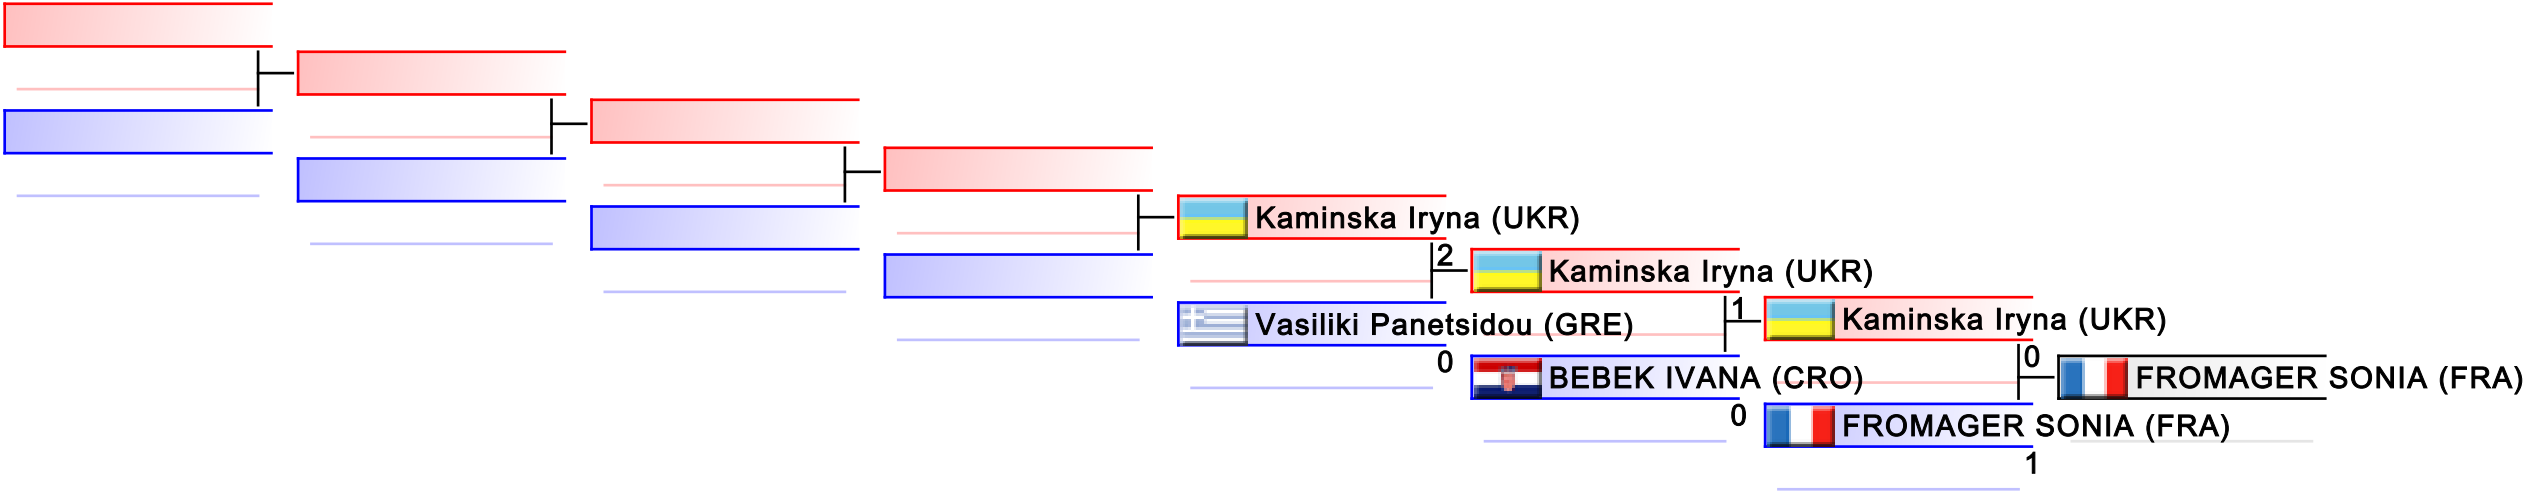 Kaminska Iryna (UKR)
2
Vasiliki Panetsidou (GRE)
0
Kaminska Iryna (UKR)
1
BEBEK IVANA (CRO)
0
Kaminska Iryna (UKR)
0
FROMAGER SONIA (FRA)
1
FROMAGER SONIA (FRA)